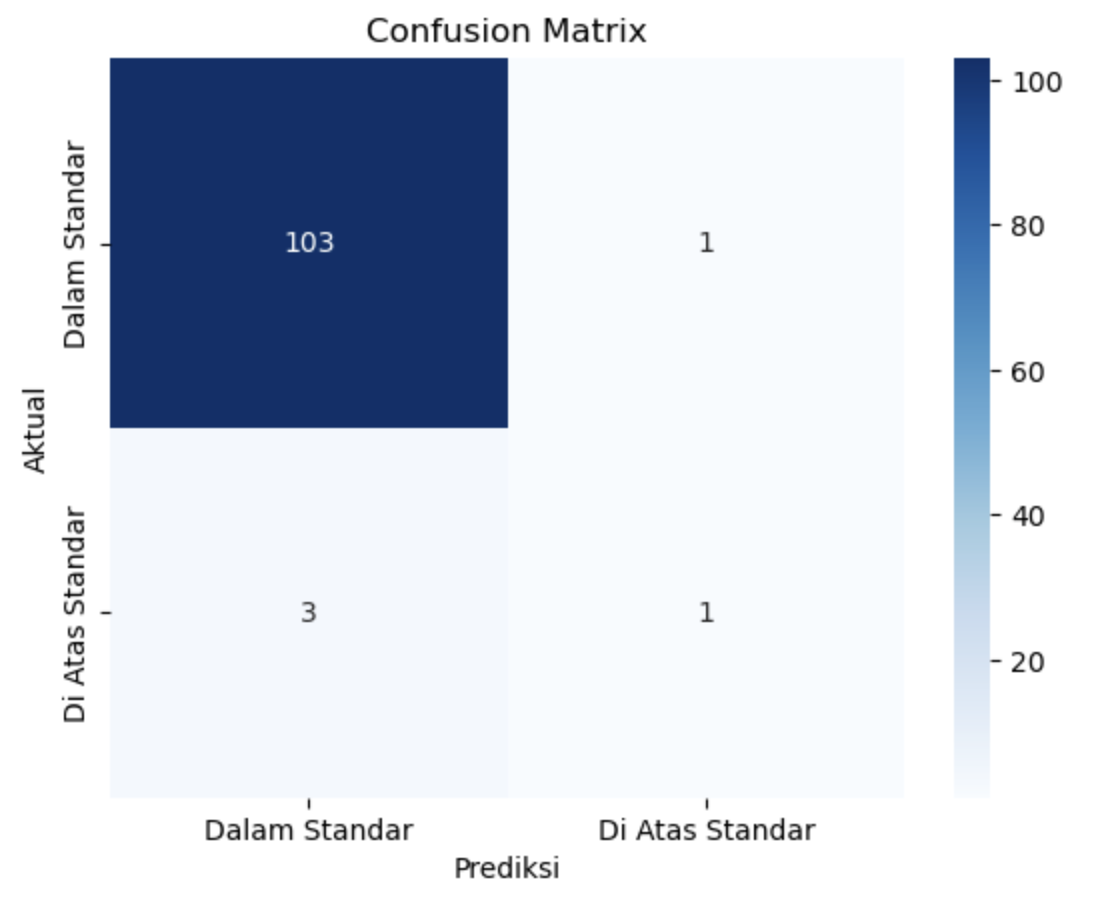 Confusion Matrix
Dalam Standar
Di Atas Standar
Aktual
103
1
3
1
Dalam Standar
Di Atas Standar
Prediksi
100
80
60
40
20